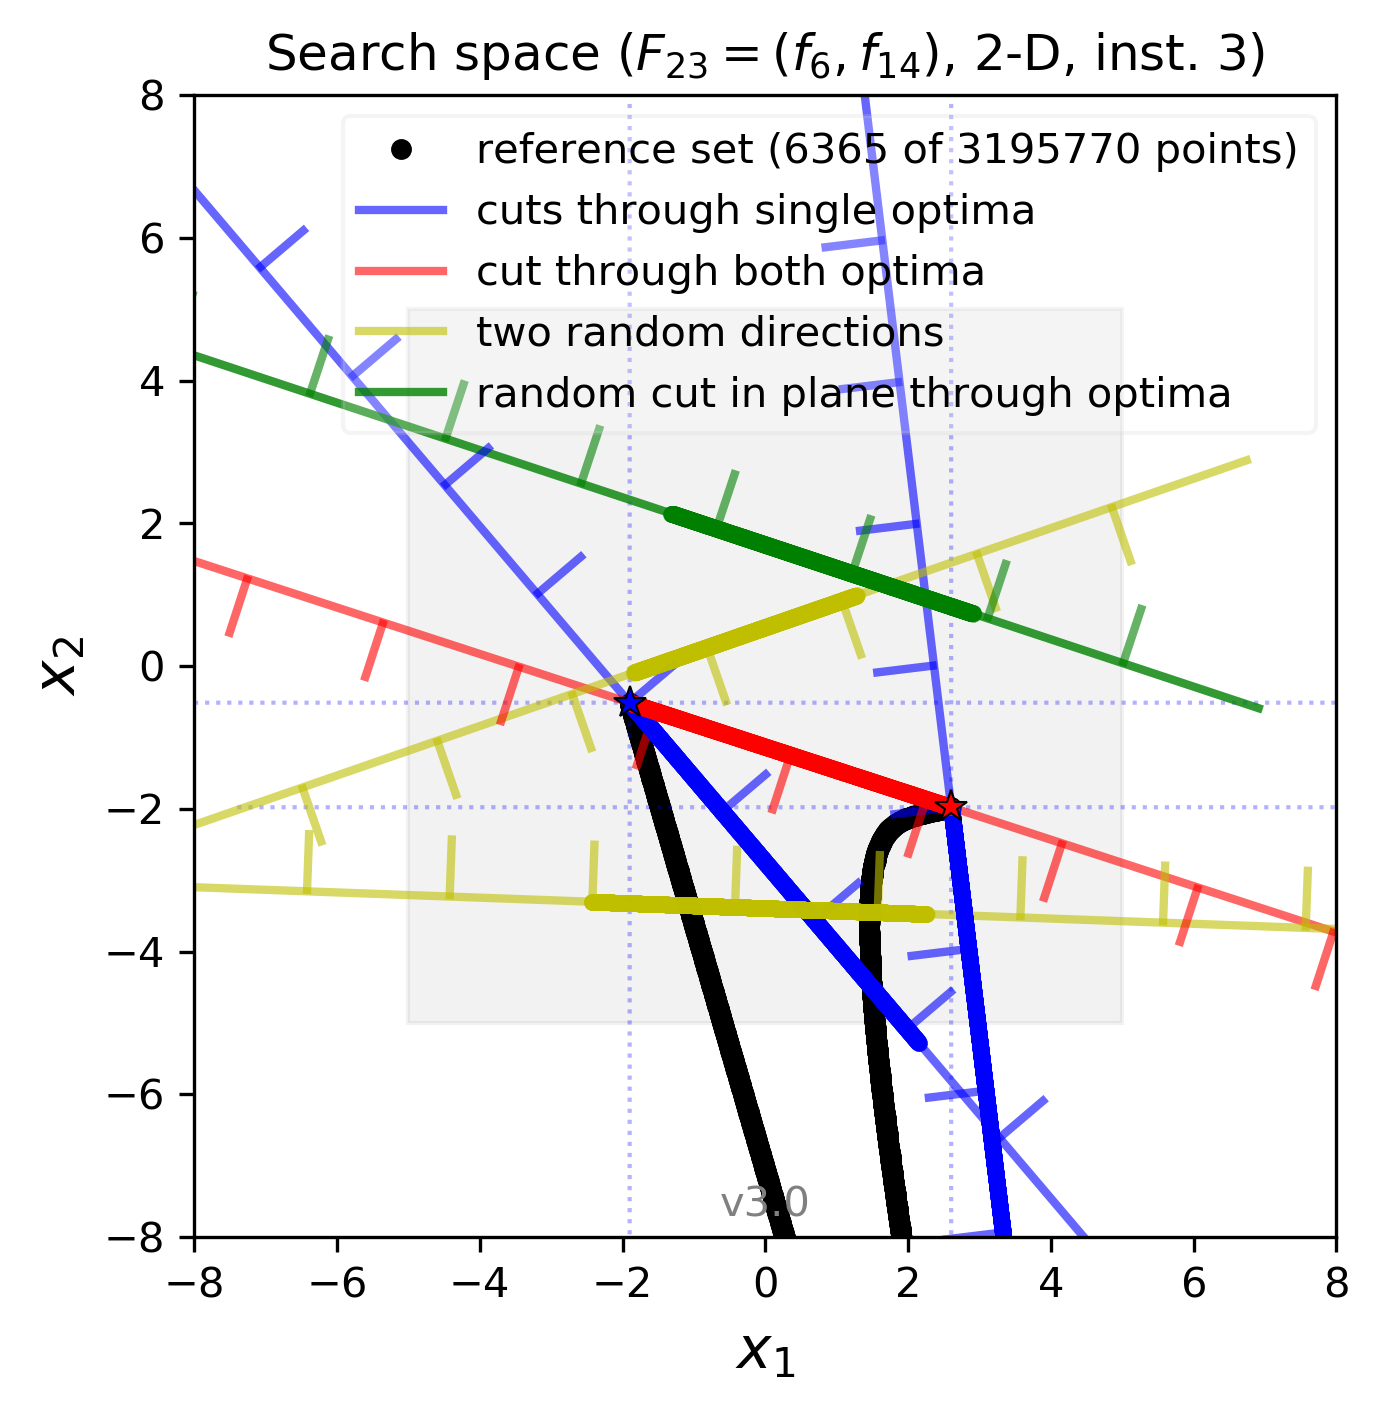 Search space (F23 = (f6, f14), 2-D, inst. 3)
reference set (6365 of 3195770 points)
cuts through single optima
cut through both optima
two random directions
random cut in plane through optima
8
6
4
2
0
−2
−4
−6
−8
x2
v3.0
−8 −6 −4 −2 0 2 4 6 8
x1